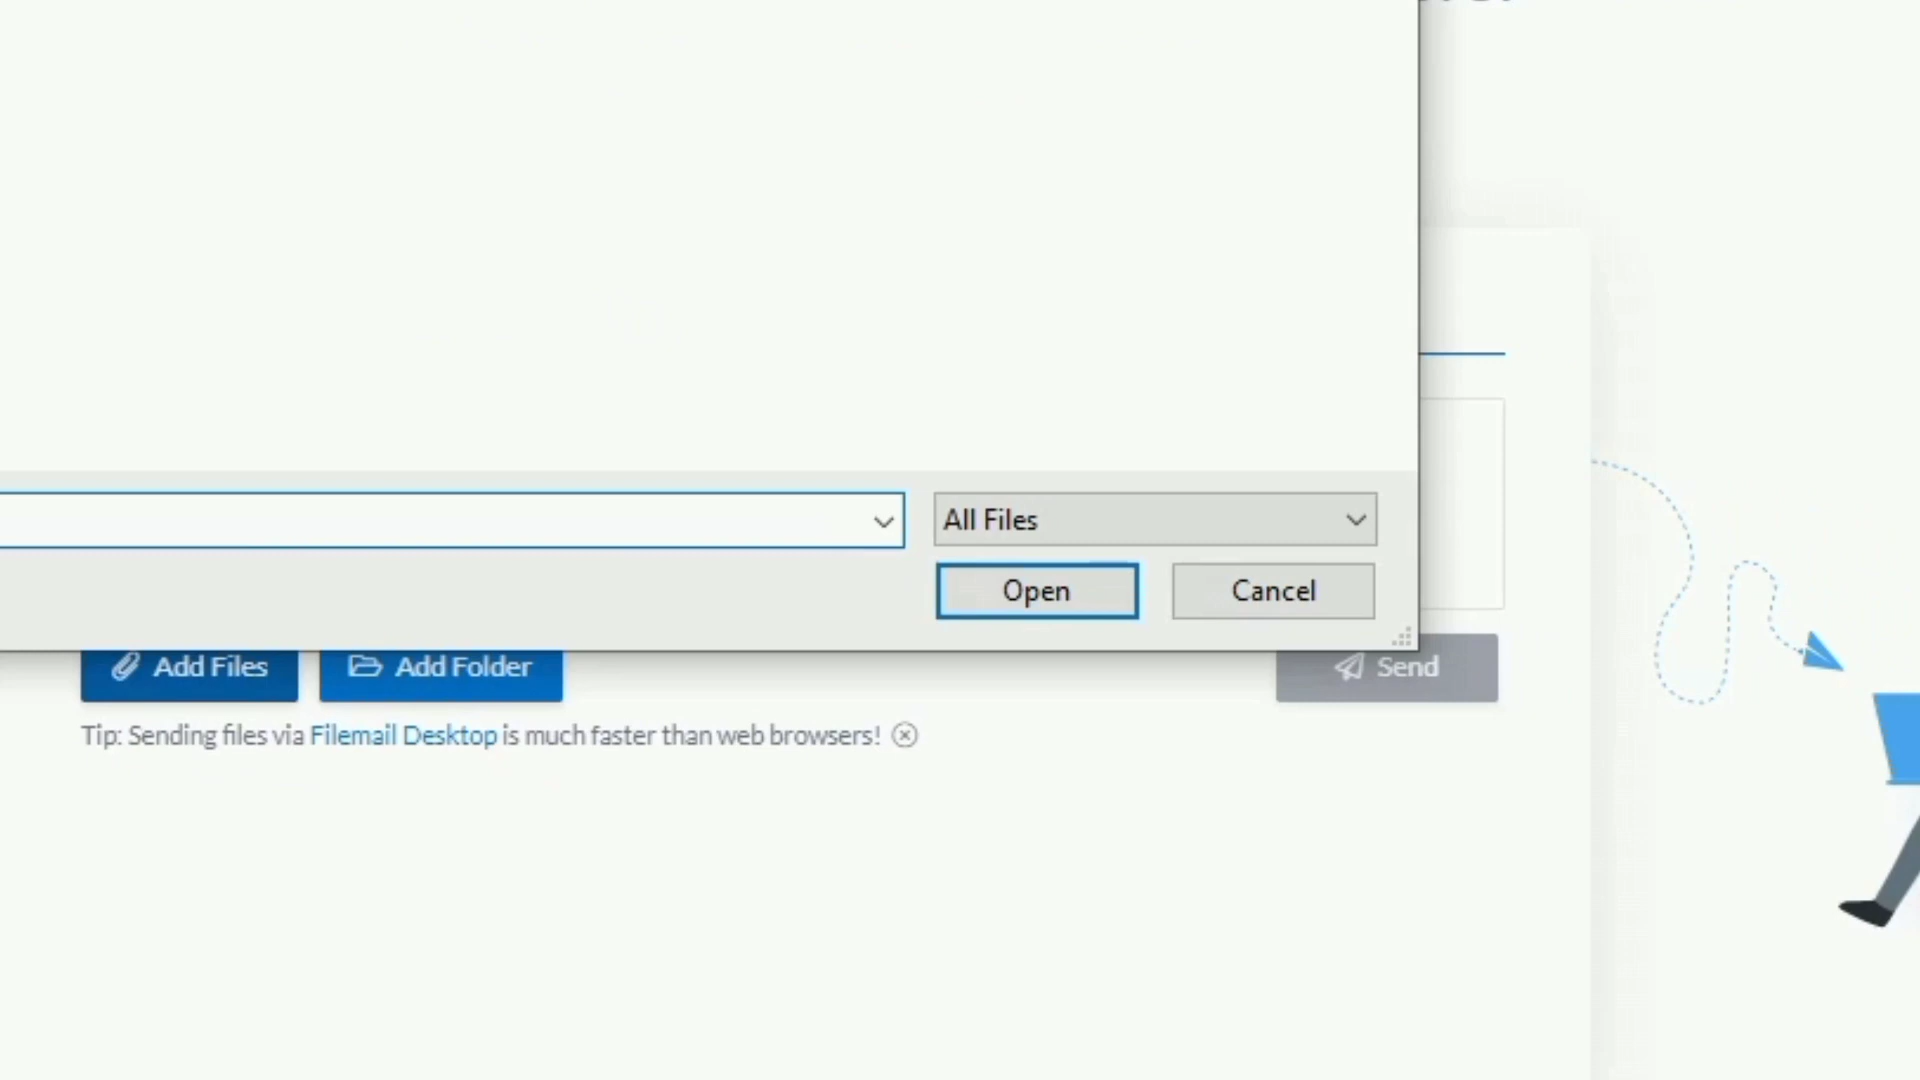 All Files
Open Cancel
Add Files Add Folder Send
Tip: Sending files via Filemail Desktop is much faster than web browsers!